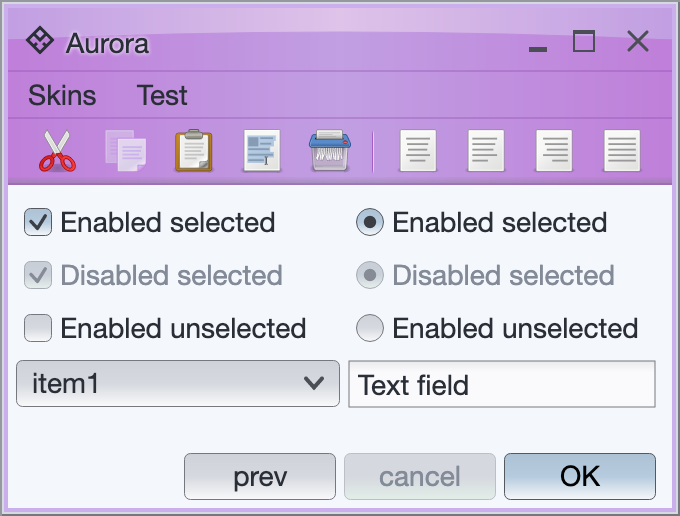 Aurora
Skins Test
Enabled selected Enabled selected
Disabled selected Disabled selected
Enabled unselected Enabled unselected
item1 Text field
prev cancel OK